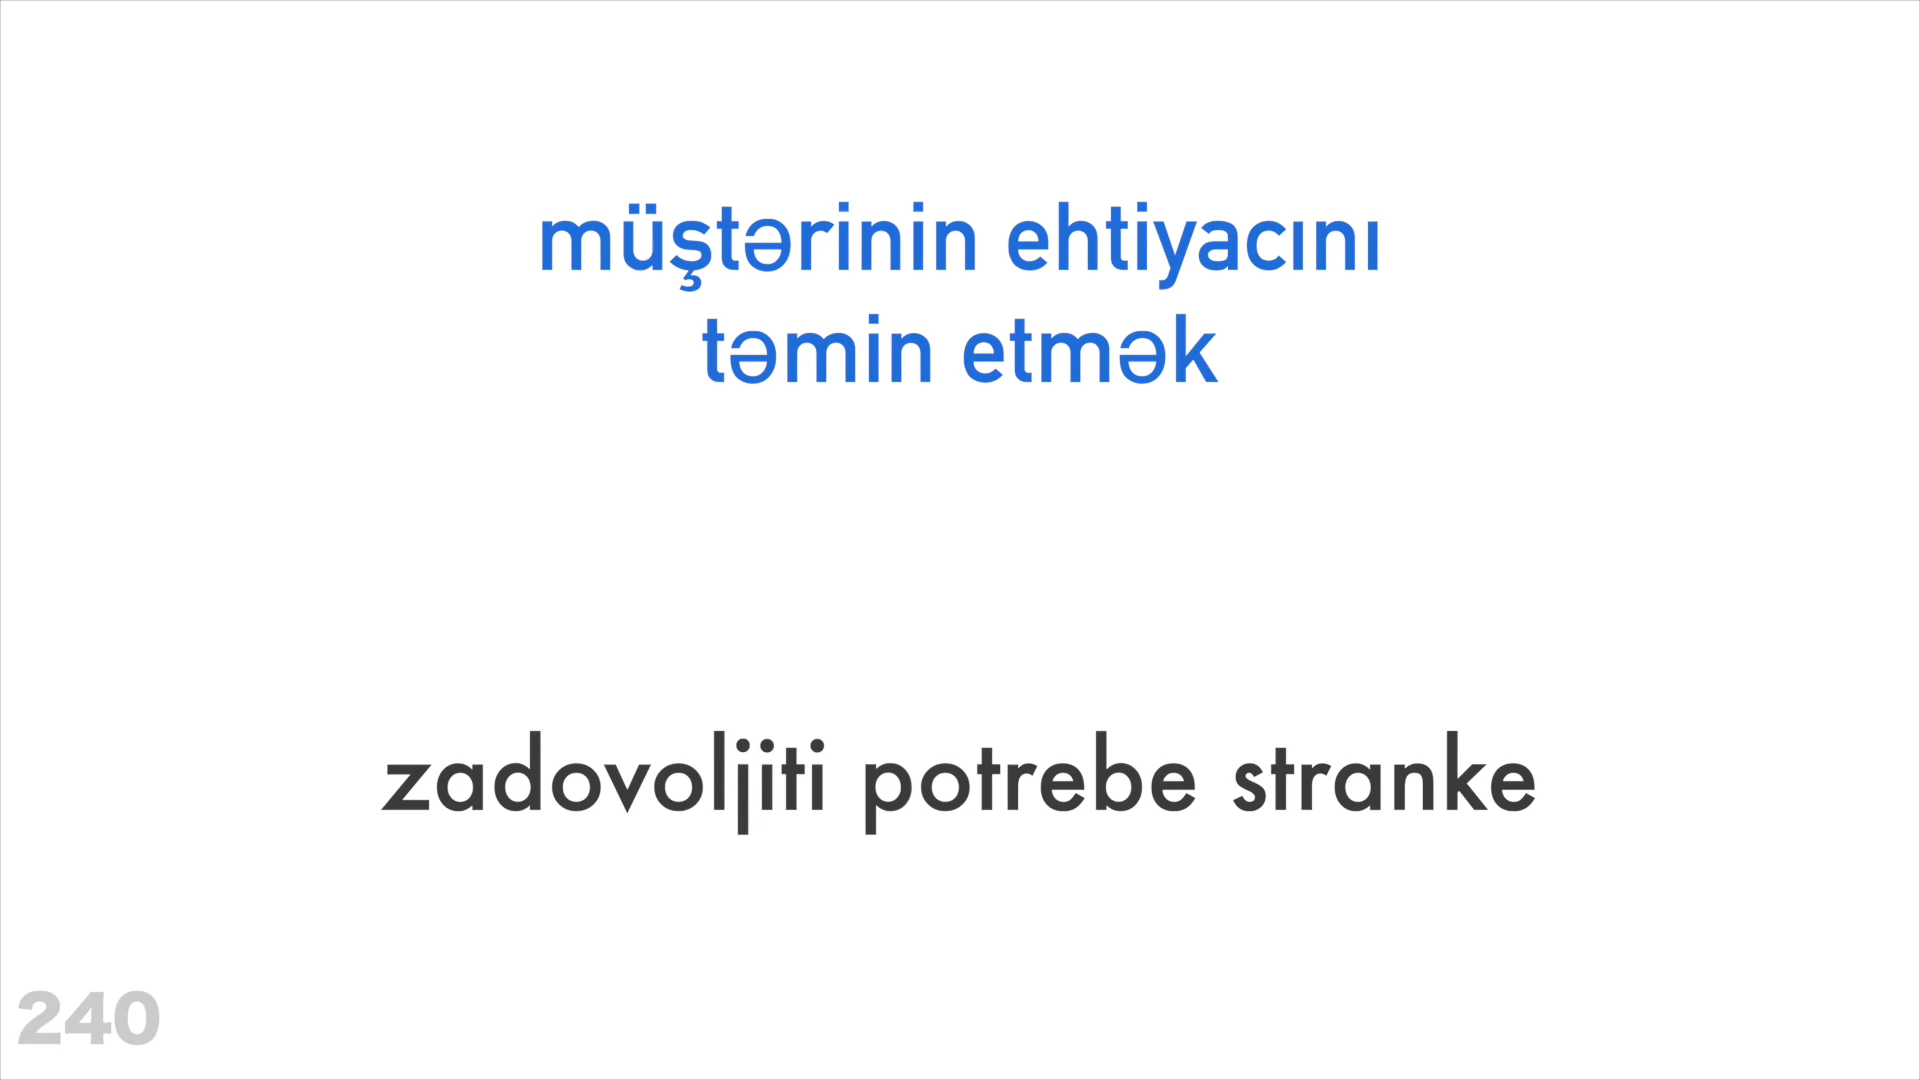 müştərinin ehtiyacını
təmin etmək
zadovoljiti potrebe stranke
240